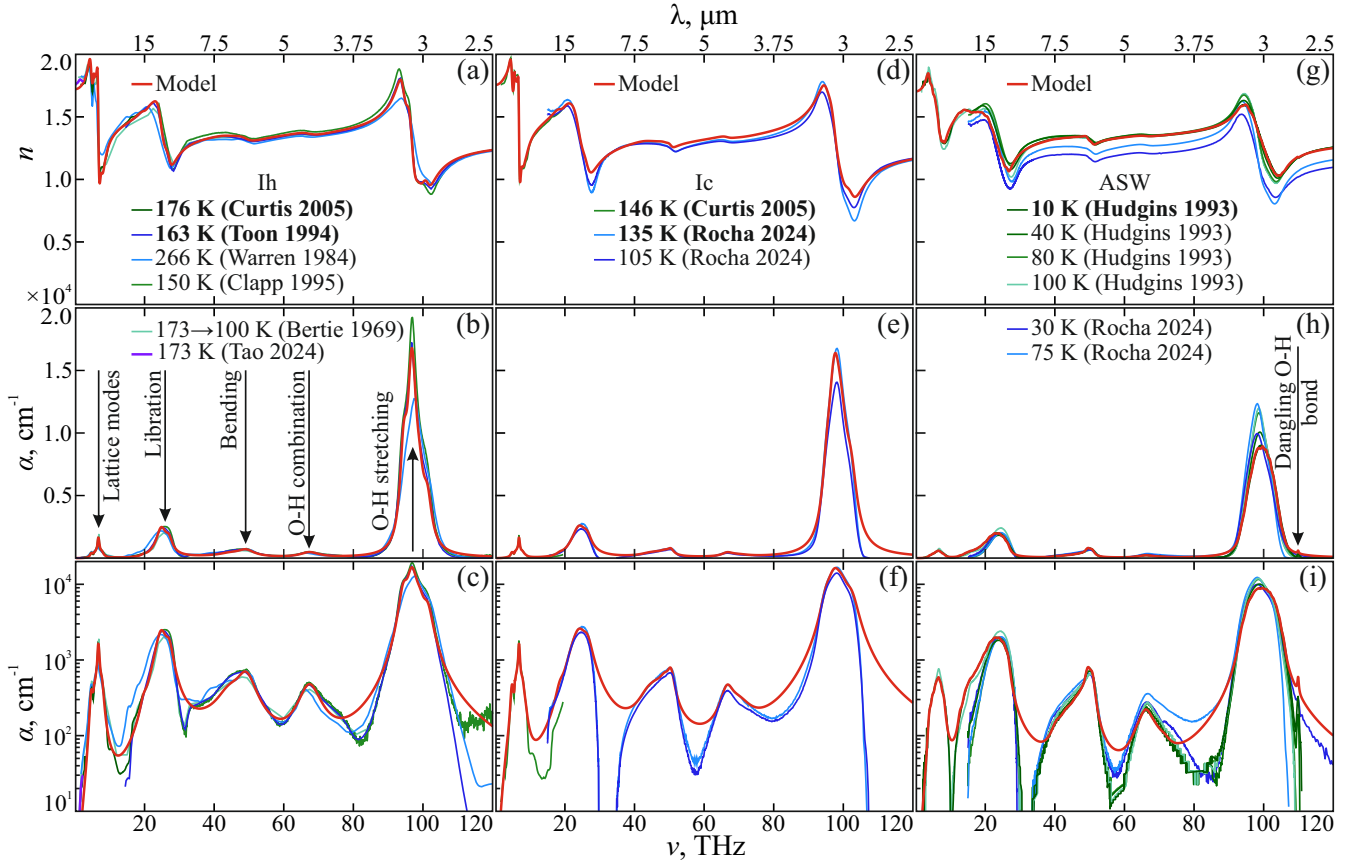 λ, μm
15 7.5 5 3.75 3 2.5
15 7.5 5 3.75 3 2.5
15 7.5 5 3.75 3 2.5
2.0
1.5
1.0
0.5
×10⁴
n
Model
(a)
Ih
176 K (Curtis 2005)
163 K (Toon 1994)
266 K (Warren 1984)
150 K (Clapp 1995)
Model
(d)
Ic
146 K (Curtis 2005)
135 K (Rocha 2024)
105 K (Rocha 2024)
Model
(g)
ASW
10 K (Hudgins 1993)
40 K (Hudgins 1993)
80 K (Hudgins 1993)
100 K (Hudgins 1993)
2.0
1.5
1.0
0.5
α, cm⁻¹
173→100 K (Bertie 1969)
173 K (Tao 2024)
(b)
Lattice modes
Libration
Bending
O-H combination
O-H stretching
(e)
30 K (Rocha 2024)
75 K (Rocha 2024)
(h)
Dangling O-H
bond
10⁴
10³
10²
10¹
α, cm⁻¹
(c)
(f)
(i)
20 40 60 80 100
20 40 60 80 100
20 40 60 80 100 120
ν, THz